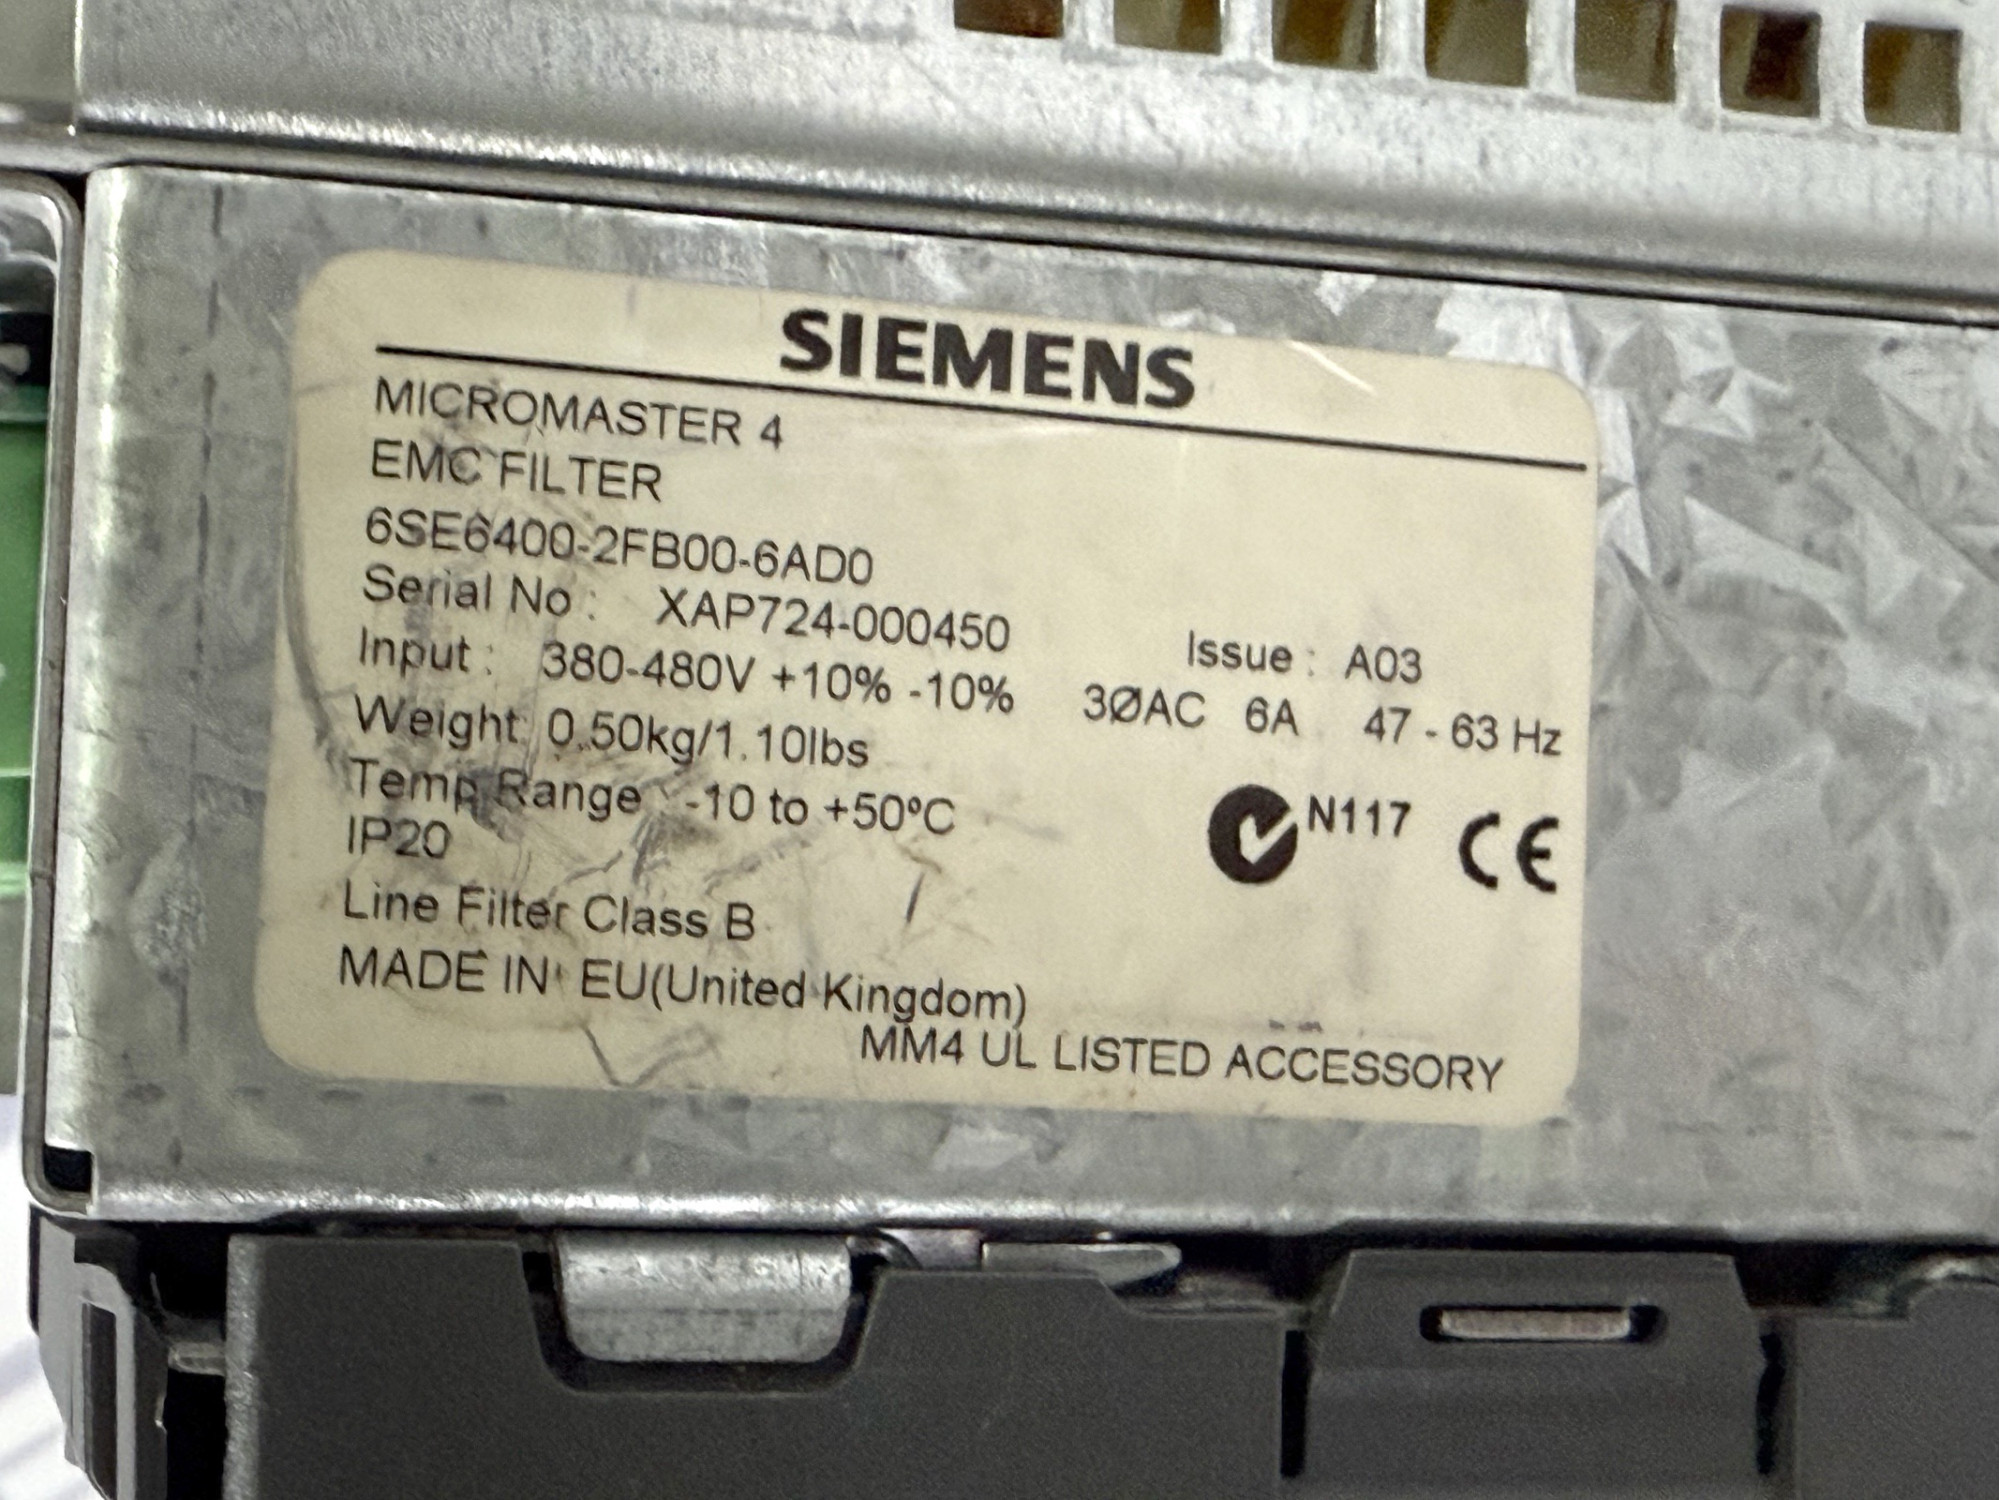 SIEMENS
MICROMASTER 4
EMC FILTER
6SE6400-2FB00-6AD0
Serial No : XAP724-000450 Issue : A03
Input : 380-480V +10% -10% 3ØAC 6A 47 - 63 Hz
Weight: 0.50kg/1.10lbs
Temp Range : -10 to +50ºC N117 CE
IP20
Line Filter Class B
MADE IN EU(United Kingdom)
MM4 UL LISTED ACCESSORY